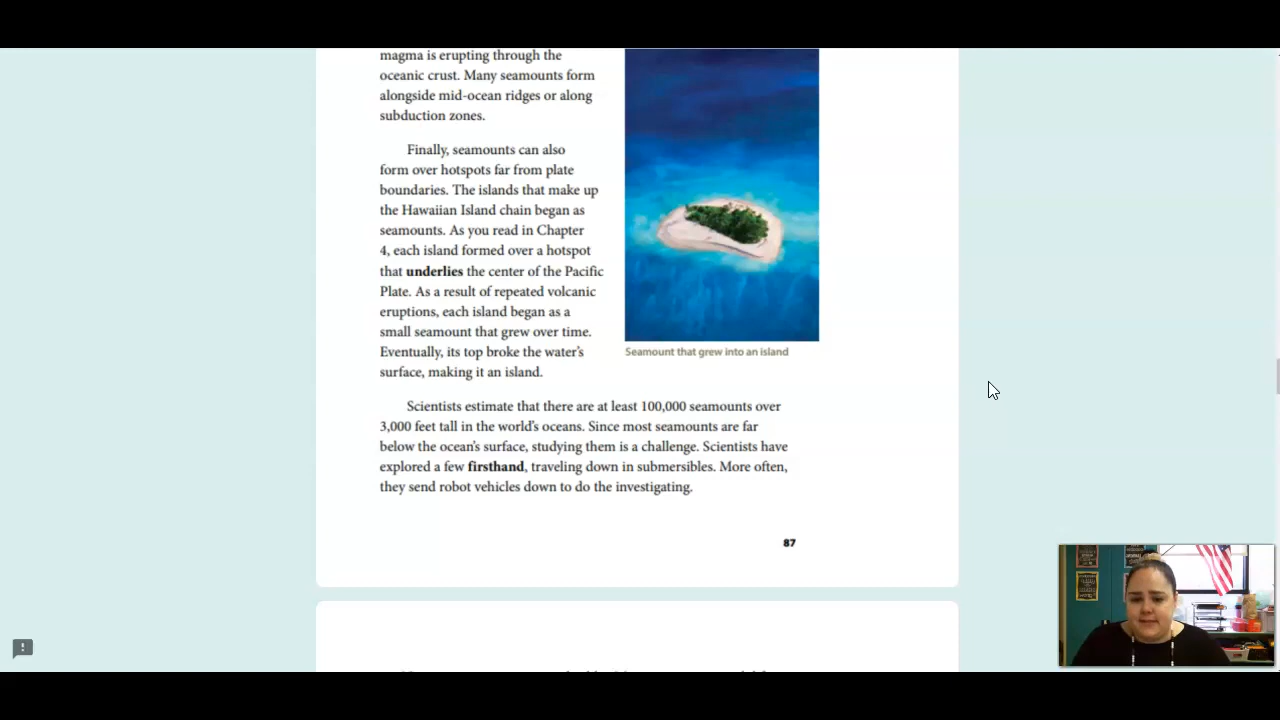 magma is erupting through the
oceanic crust. Many seamounts form
alongside mid-ocean ridges or along
subduction zones.
Finally, seamounts can also
form over hotspots far from plate
boundaries. The islands that make up
the Hawaiian Island chain began as
seamounts. As you read in Chapter
4, each island formed over a hotspot
that underlies the center of the Pacific
Plate. As a result of repeated volcanic
eruptions, each island began as a
small seamount that grew over time.
Eventually, its top broke the water's
surface, making it an island.
Seamount that grew into an island
Scientists estimate that there are at least 100,000 seamounts over
3,000 feet tall in the world's oceans. Since most seamounts are far
below the ocean's surface, studying them is a challenge. Scientists have
explored a few firsthand, traveling down in submersibles. More often,
they send robot vehicles down to do the investigating.
87